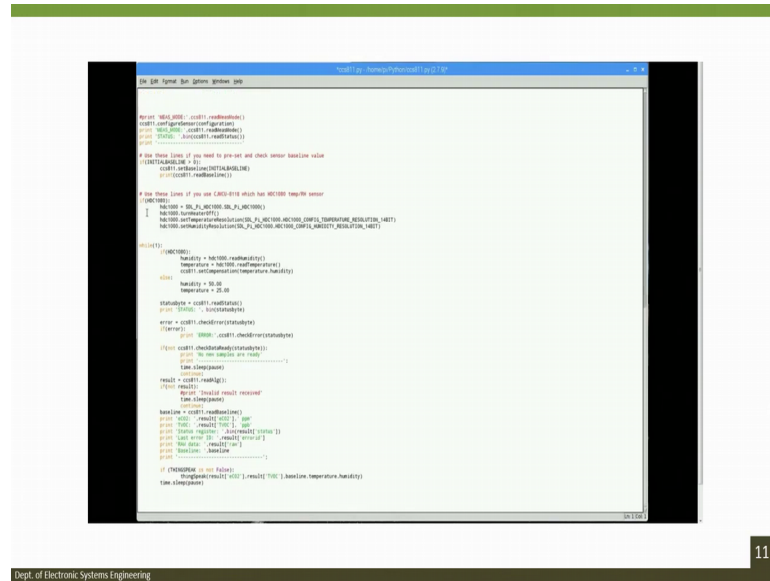 *ccs811.py - /home/pi/Python/ccs811.py (2.7.9)*
File Edit Format Run Options Windows Help
#print 'MEAS_MODE:',ccs811.readMeasMode()
ccs811.configureSensor(configuration)
print 'MEAS_MODE:',ccs811.readMeasMode()
print 'STATUS: ',bin(ccs811.readStatus())
print '---------------------------------'
# Use these lines if you need to pre-set and check sensor baseline value
if(INITIALBASELINE > 0):
ccs811.setBaseline(INITIALBASELINE)
print(ccs811.readBaseline())
# Use these lines if you use CJMCU-8118 which has HDC1080 temp/RH sensor
if(HDC1080):
hdc1000 = SDL_Pi_HDC1000.SDL_Pi_HDC1000()
hdc1000.turnHeaterOff()
hdc1000.setTemperatureResolution(SDL_Pi_HDC1000.HDC1000_CONFIG_TEMPERATURE_RESOLUTION_14BIT)
hdc1000.setHumidityResolution(SDL_Pi_HDC1000.HDC1000_CONFIG_HUMIDITY_RESOLUTION_14BIT)
while(1):
if(HDC1080):
humidity = hdc1000.readHumidity()
temperature = hdc1000.readTemperature()
ccs811.setCompensation(temperature,humidity)
else:
humidity = 50.00
temperature = 25.00
statusbyte = ccs811.readStatus()
print 'STATUS: ', bin(statusbyte)
error = ccs811.checkError(statusbyte)
if(error):
print 'ERROR:',ccs811.checkError(statusbyte)
if(not ccs811.checkDataReady(statusbyte)):
print 'No new samples are ready'
print '---------------------------------';
time.sleep(pause)
continue;
result = ccs811.readAlg();
if(not result):
#print 'Invalid result received'
time.sleep(pause)
continue;
baseline = ccs811.readBaseline()
print 'eCO2: ',result['eCO2'],' ppm'
print 'TVOC: ',result['TVOC'], 'ppb'
print 'Status register: ',bin(result['status'])
print 'Last error ID: ',result['errorid']
print 'RAW data: ',result['raw']
print 'Baseline: ',baseline
print '---------------------------------';
if (THINGSPEAK is not False):
thingSpeak(result['eCO2'],result['TVOC'],baseline,temperature,humidity)
time.sleep(pause)
Ln: 1 Col: 1
11
Dept. of Electronic Systems Engineering